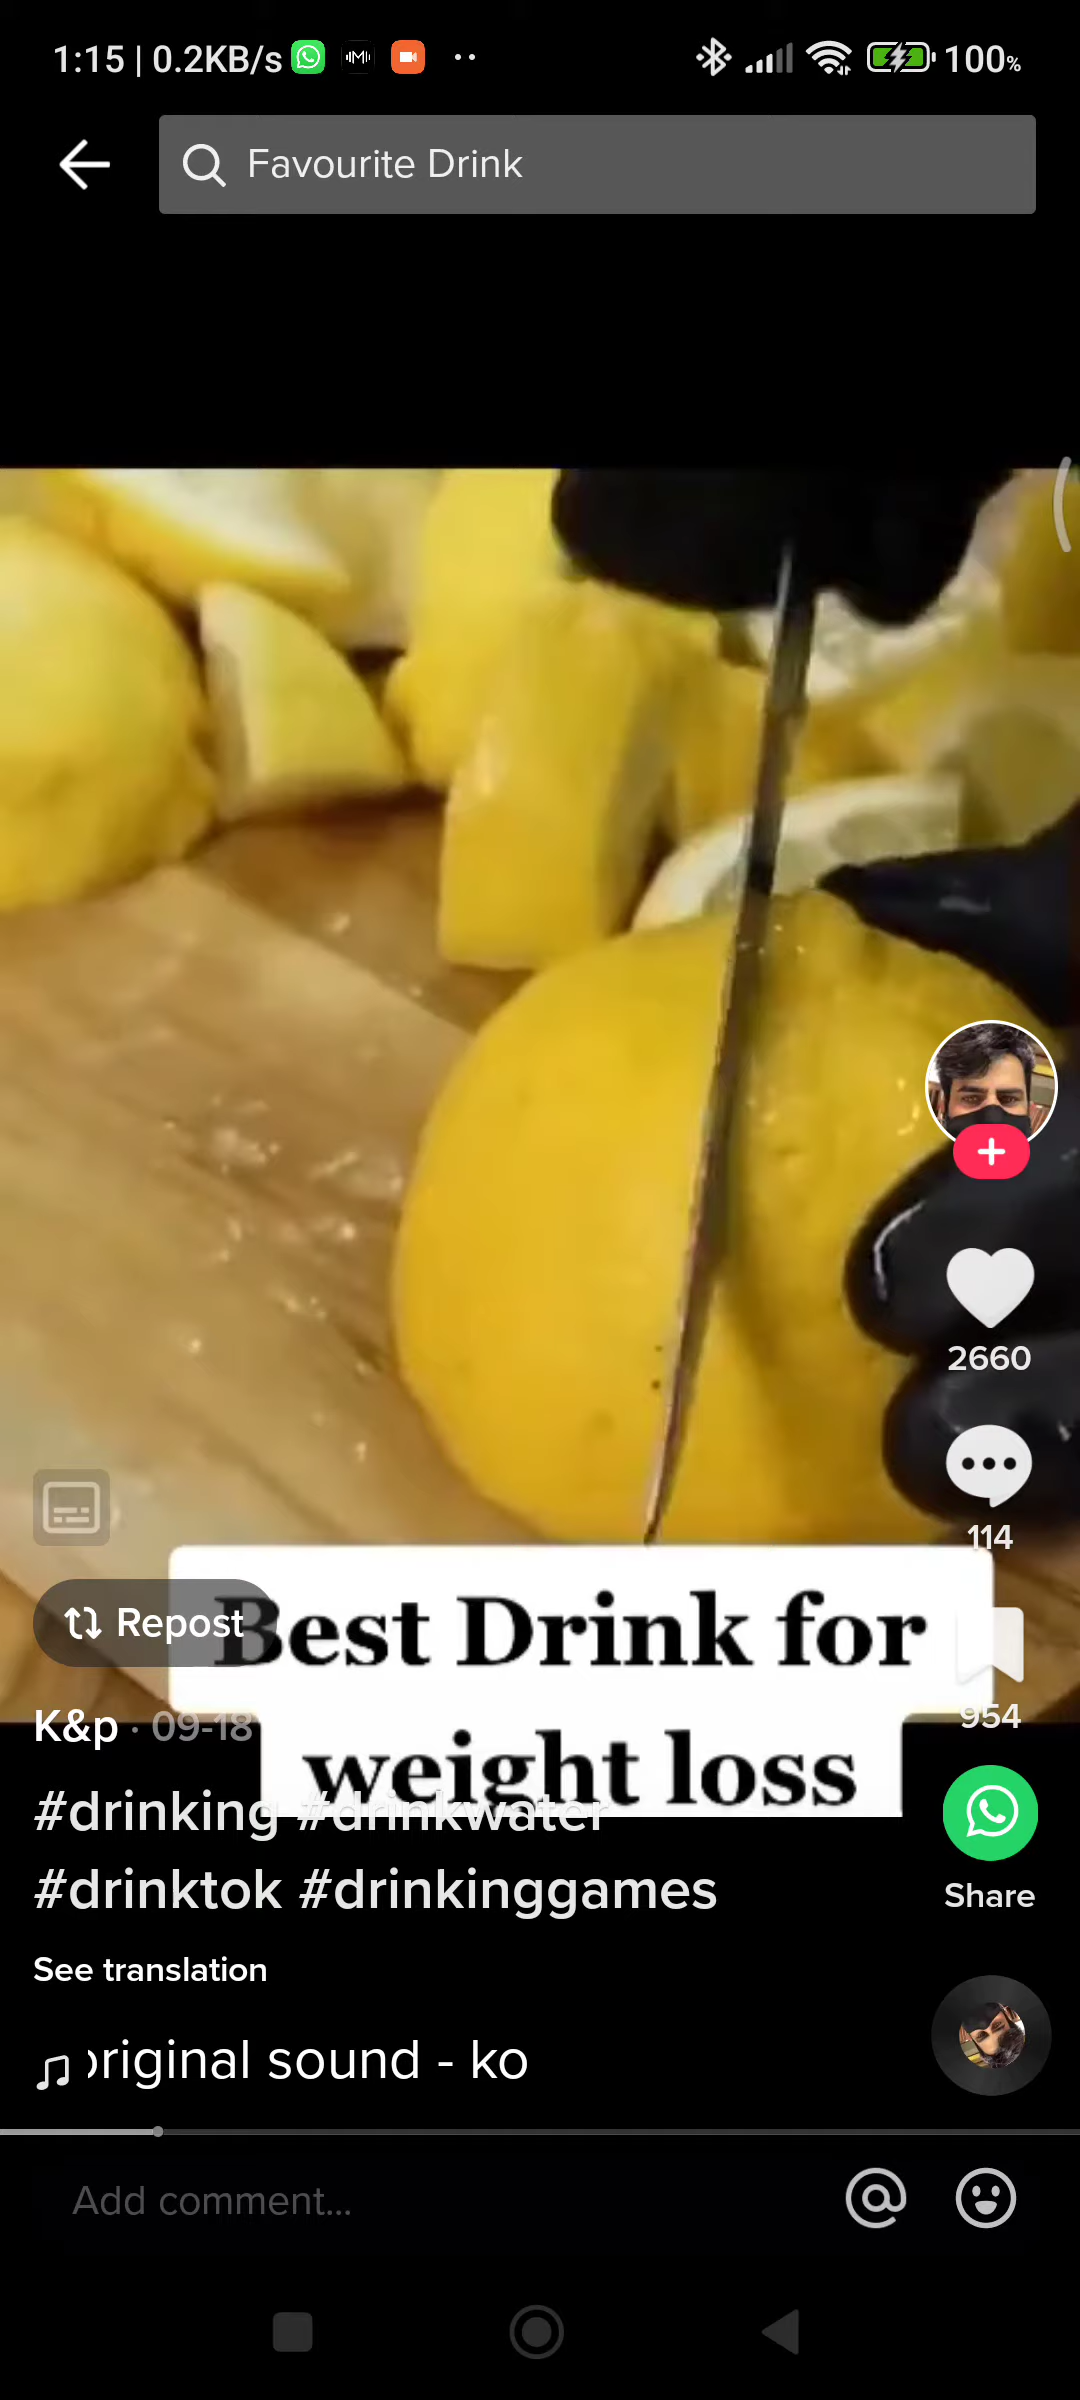 1:15 | 0.2KB/s
100%
Favourite Drink
2660
114
Best Drink for
weight loss
Repost
954
K&p · 09-18
#drinking #drinkwater
#drinktok #drinkinggames
Share
See translation
original sound - ko
Add comment...